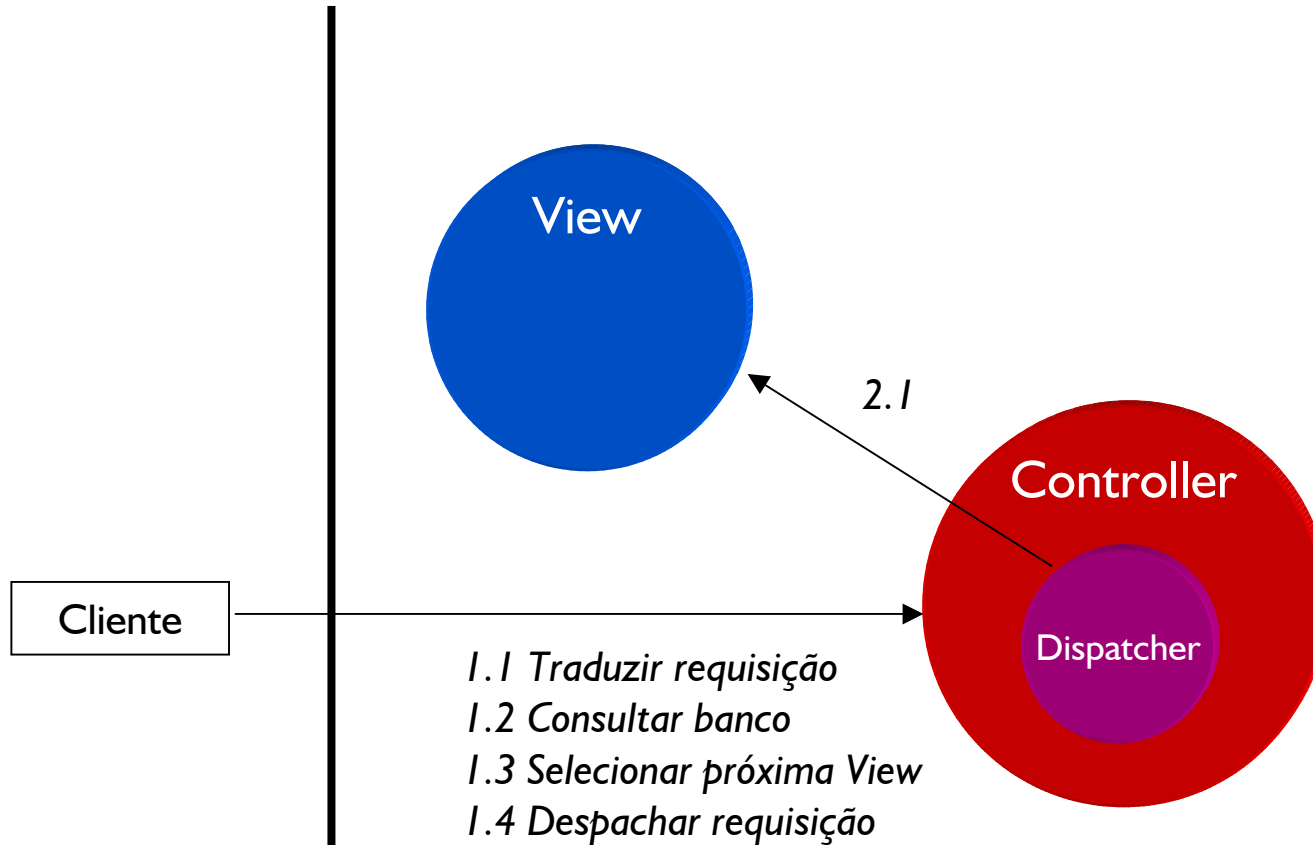 View
2.1
Controller
Cliente
Dispatcher
1.1 Traduzir requisição
1.2 Consultar banco
1.3 Selecionar próxima View
1.4 Despachar requisição